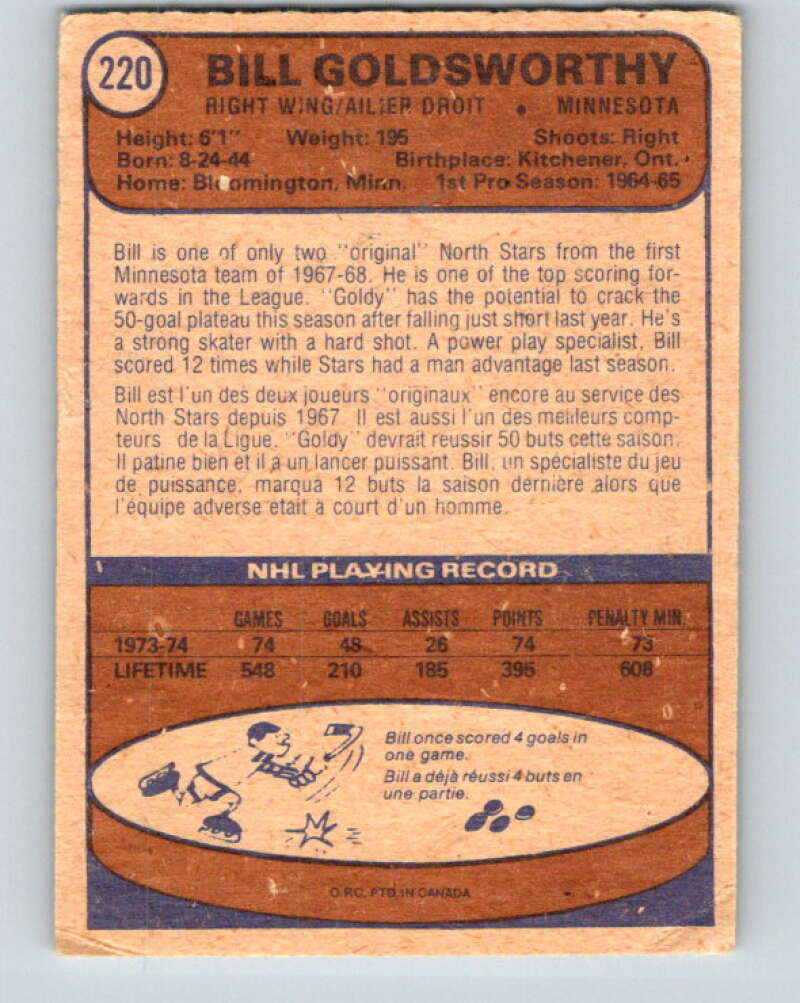 220
BILL GOLDSWORTHY
RIGHT WING/AILIER DROIT • MINNESOTA
Height: 6'1" Weight: 195 Shoots: Right
Born: 8-24-44 Birthplace: Kitchener, Ont.
Home: Bloomington, Minn. 1st Pro Season: 1964-65
Bill is one of only two "original" North Stars from the first
Minnesota team of 1967-68. He is one of the top scoring for-
wards in the League. "Goldy" has the potential to crack the
50-goal plateau this season after falling just short last year. He's
a strong skater with a hard shot. A power play specialist, Bill
scored 12 times while Stars had a man advantage last season.
Bill est l'un des deux joueurs "originaux" encore au service des
North Stars depuis 1967. Il est aussi l'un des meilleurs comp-
teurs de la Ligue. "Goldy" devrait réussir 50 buts cette saison.
Il patine bien et il a un lancer puissant. Bill, un spécialiste du jeu
de puissance, marqua 12 buts la saison dernière alors que
l'équipe adverse était à court d'un homme.
NHL PLAYING RECORD
GAMES GOALS ASSISTS POINTS PENALTY MIN.
1973-74 74 48 26 74 73
LIFETIME 548 210 185 395 608
Bill once scored 4 goals in
one game.
Bill a déjà réussi 4 buts en
une partie.
O.P.C. PTD. IN CANADA